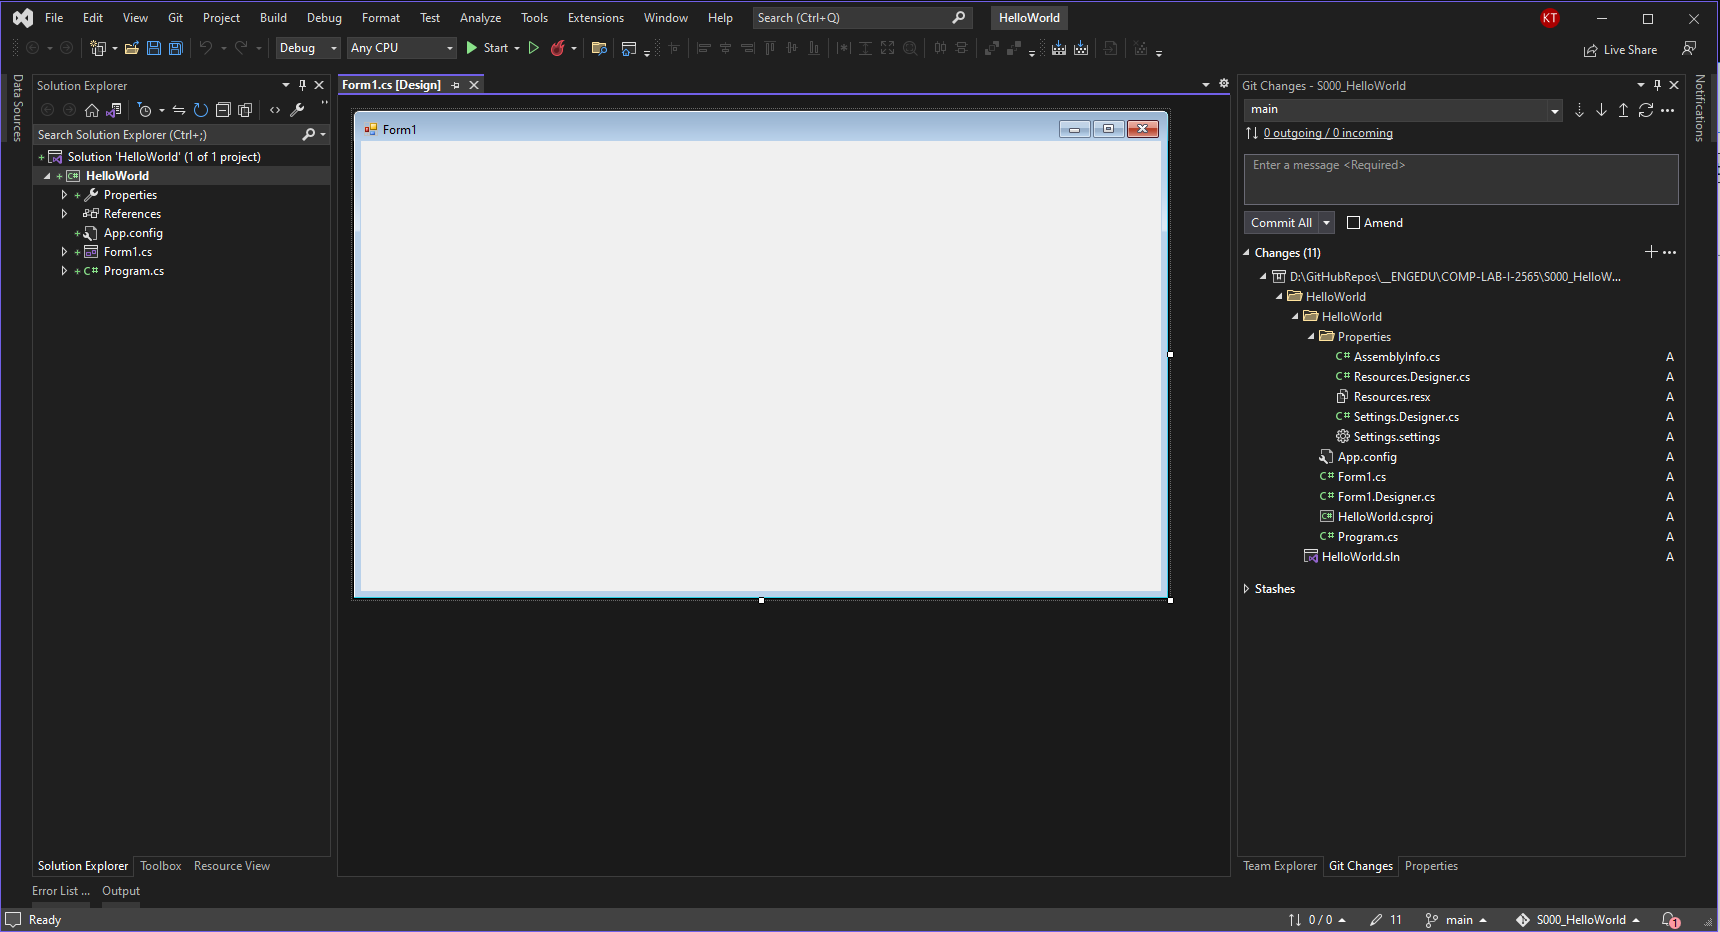 File Edit View Git Project Build Debug Format Test Analyze Tools Extensions Window Help Search (Ctrl+Q) HelloWorld KT
Debug Any CPU Start Live Share
Data Sources
Solution Explorer
Search Solution Explorer (Ctrl+;)
Solution 'HelloWorld' (1 of 1 project)
C# HelloWorld
Properties
References
App.config
Form1.cs
C# Program.cs
Solution Explorer Toolbox Resource View
Form1.cs [Design]
Form1
Git Changes - S000_HelloWorld
main
0 outgoing / 0 incoming
Enter a message <Required>
Commit All Amend
Changes (11)
D:\GitHubRepos\__ENGEDU\COMP-LAB-I-2565\S000_HelloW...
HelloWorld
HelloWorld
Properties
C# AssemblyInfo.cs A
C# Resources.Designer.cs A
Resources.resx A
C# Settings.Designer.cs A
Settings.settings A
App.config A
C# Form1.cs A
C# Form1.Designer.cs A
C# HelloWorld.csproj A
C# Program.cs A
HelloWorld.sln A
Stashes
Team Explorer Git Changes Properties
Notifications
Error List ... Output
Ready 0 / 0 11 main S000_HelloWorld 1